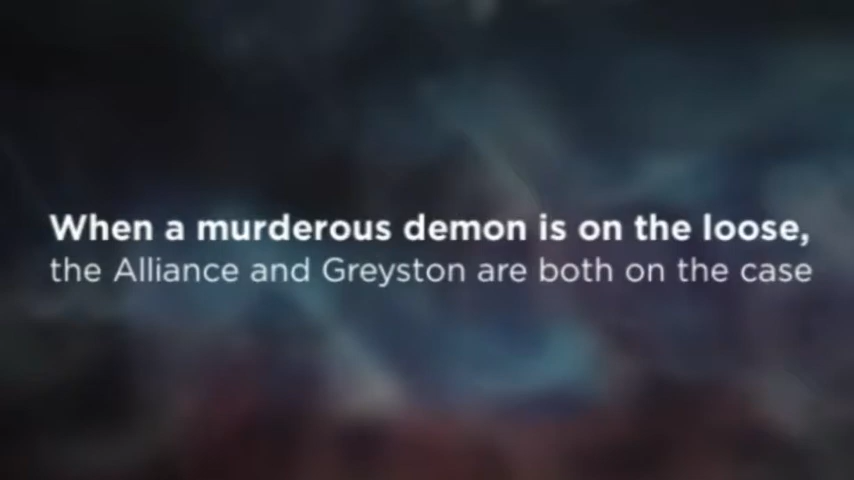 When a murderous demon is on the loose,
the Alliance and Greyston are both on the case